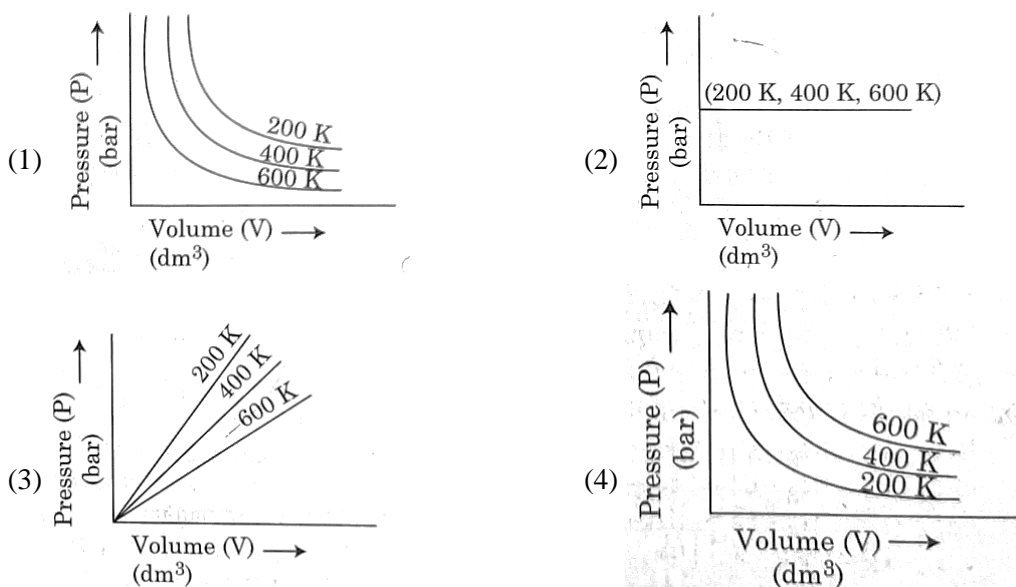 (1)
Pressure (P)
(bar)
200 K
400 K
600 K
Volume (V)
(dm³)
(2)
Pressure (P)
(bar)
(200 K, 400 K, 600 K)
Volume (V)
(dm³)
(3)
Pressure (P)
(bar)
200 K
400 K
600 K
Volume (V)
(dm³)
(4)
Pressure (P)
(bar)
600 K
400 K
200 K
Volume (V)
(dm³)